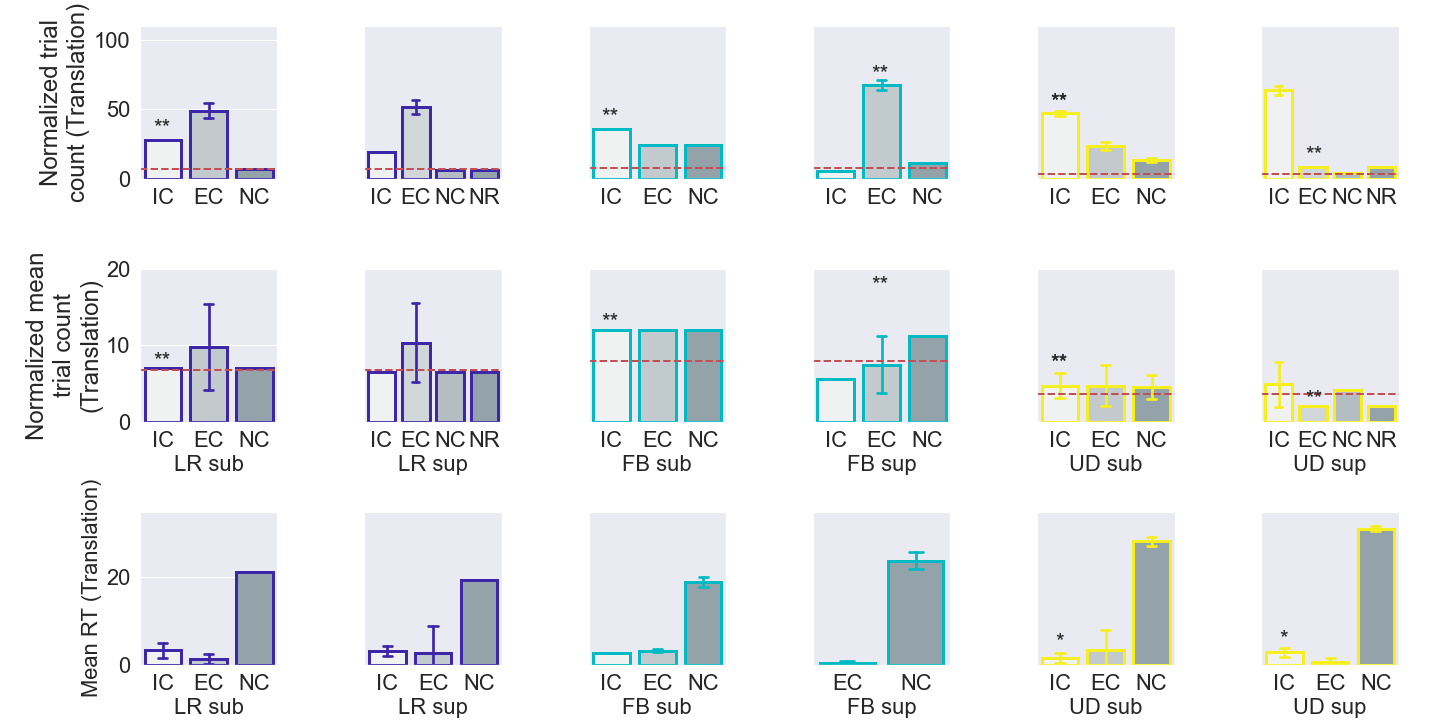 Normalized trial
count (Translation)
100
50
0
**
**
**
**
**
IC EC NC
IC EC NC NR
IC EC NC
IC EC NC
IC EC NC
IC EC NC NR
Normalized mean
trial count
(Translation)
20
10
0
**
**
**
**
**
IC EC NC
IC EC NC NR
IC EC NC
IC EC NC
IC EC NC
IC EC NC NR
LR sub
LR sup
FB sub
FB sup
UD sub
UD sup
Mean RT (Translation)
20
0
*
*
IC EC NC
IC EC NC
IC EC NC
EC NC
IC EC NC
IC EC NC
LR sub
LR sup
FB sub
FB sup
UD sub
UD sup